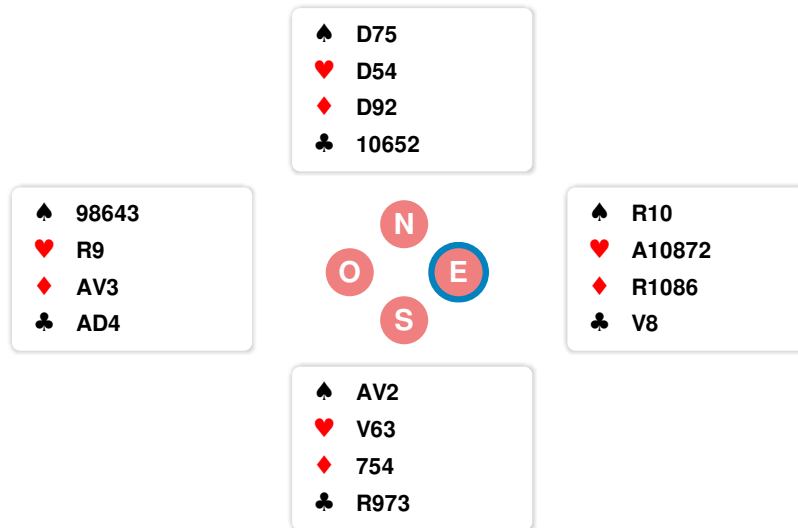 ♠ D75
♥ D54
♦ D92
♣ 10652
♠ 98643
♥ R9
♦ AV3
♣ AD4
N
O
E
S
♠ R10
♥ A10872
♦ R1086
♣ V8
♠ AV2
♥ V63
♦ 754
♣ R973